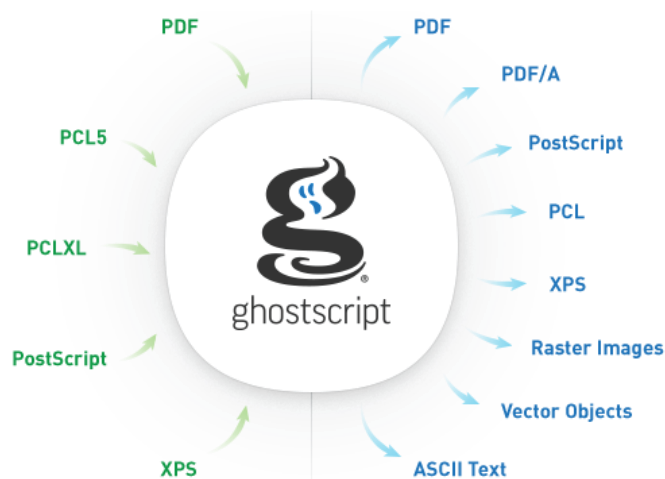 PDF
PCL5
PCLXL
PostScript
XPS
ghostscript
®
PDF
PDF/A
PostScript
PCL
XPS
Raster Images
Vector Objects
ASCII Text